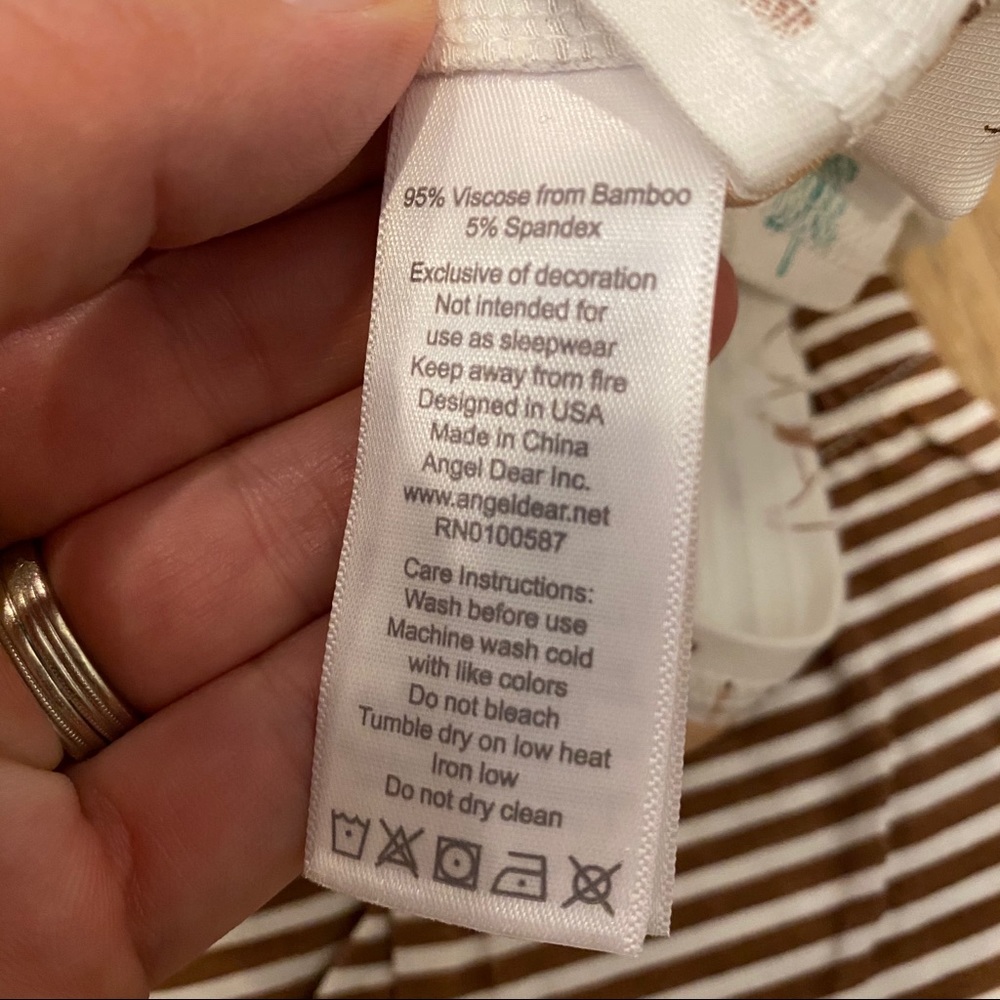 95% Viscose from Bamboo
5% Spandex
Exclusive of decoration
Not intended for
use as sleepwear
Keep away from fire
Designed in USA
Made in China
Angel Dear Inc.
www.angeldear.net
RN0100587
Care Instructions:
Wash before use
Machine wash cold
with like colors
Do not bleach
Tumble dry on low heat
Iron low
Do not dry clean